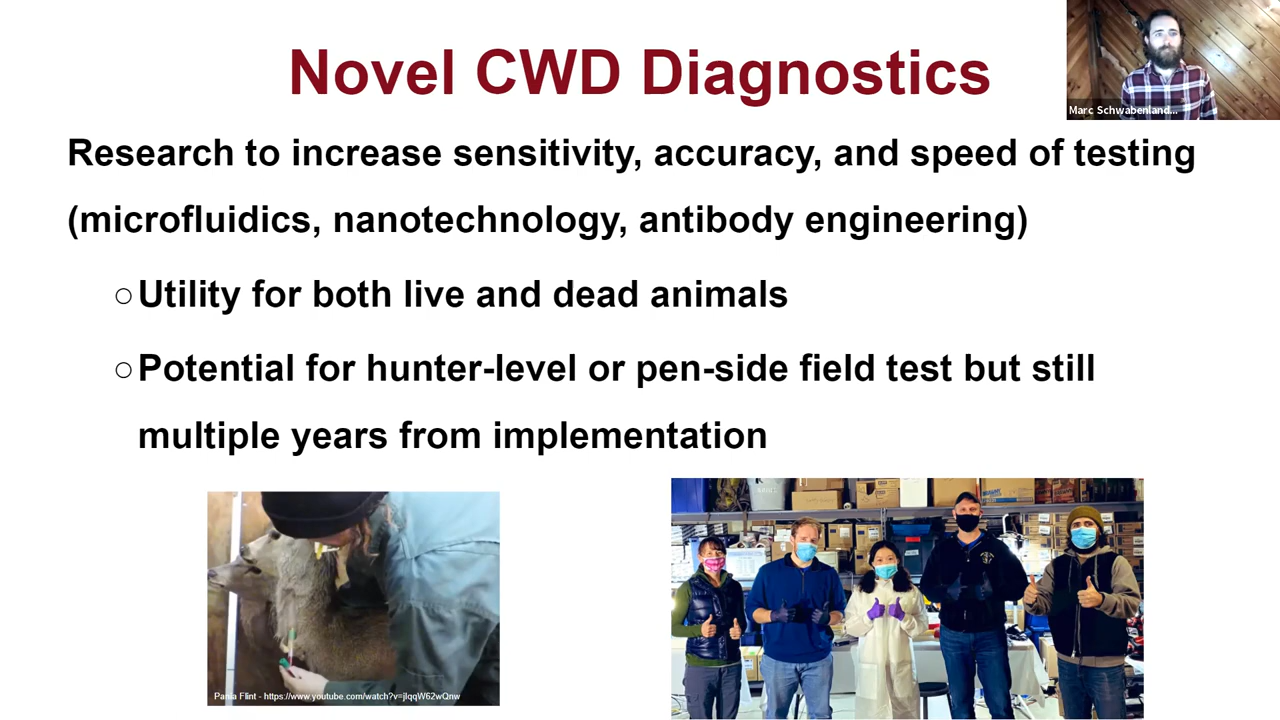 Novel CWD Diagnostics
Marc Schwabenland...
Research to increase sensitivity, accuracy, and speed of testing
(microfluidics, nanotechnology, antibody engineering)
○ Utility for both live and dead animals
○ Potential for hunter-level or pen-side field test but still
multiple years from implementation
Flint - https://www.youtube.com/watch?v=jIqqW62wQnw